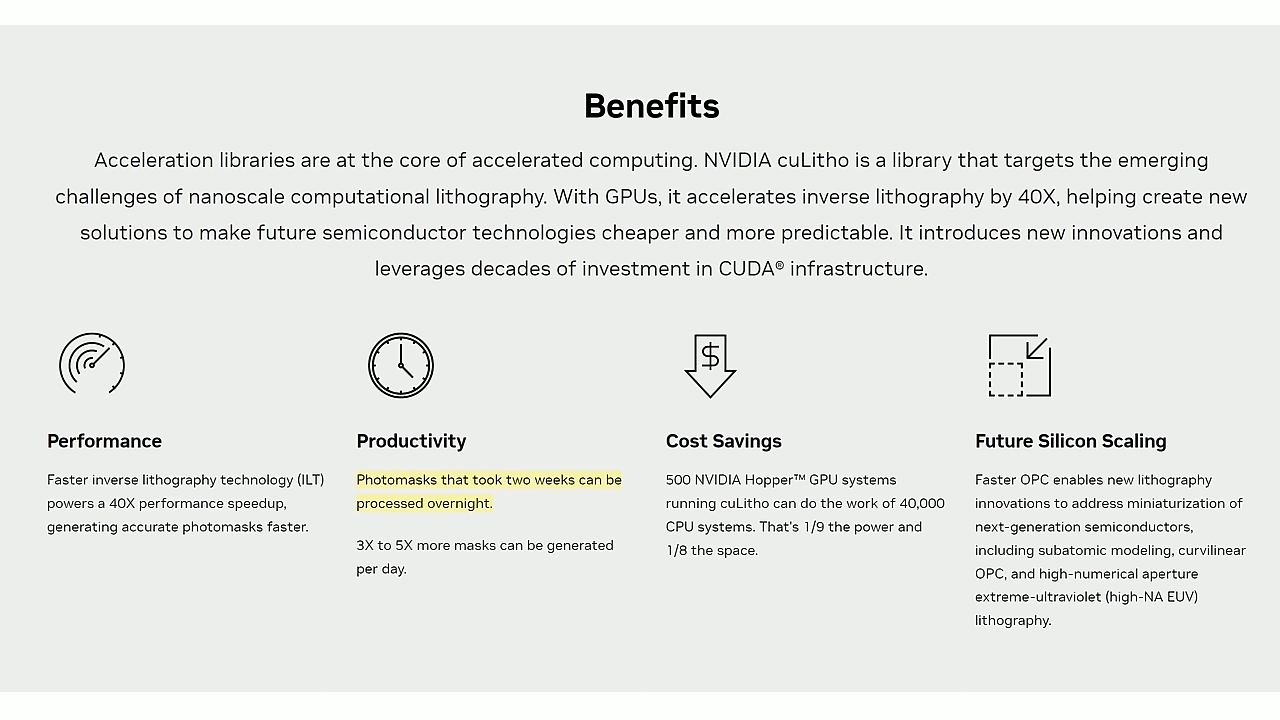 Benefits
Acceleration libraries are at the core of accelerated computing. NVIDIA cuLitho is a library that targets the emerging
challenges of nanoscale computational lithography. With GPUs, it accelerates inverse lithography by 40X, helping create new
solutions to make future semiconductor technologies cheaper and more predictable. It introduces new innovations and
leverages decades of investment in CUDA® infrastructure.
$
Performance
Faster inverse lithography technology (ILT)
powers a 40X performance speedup,
generating accurate photomasks faster.
Productivity
Photomasks that took two weeks can be
processed overnight.
3X to 5X more masks can be generated
per day.
Cost Savings
500 NVIDIA Hopper™ GPU systems
running cuLitho can do the work of 40,000
CPU systems. That's 1/9 the power and
1/8 the space.
Future Silicon Scaling
Faster OPC enables new lithography
innovations to address miniaturization of
next-generation semiconductors,
including subatomic modeling, curvilinear
OPC, and high-numerical aperture
extreme-ultraviolet (high-NA EUV)
lithography.